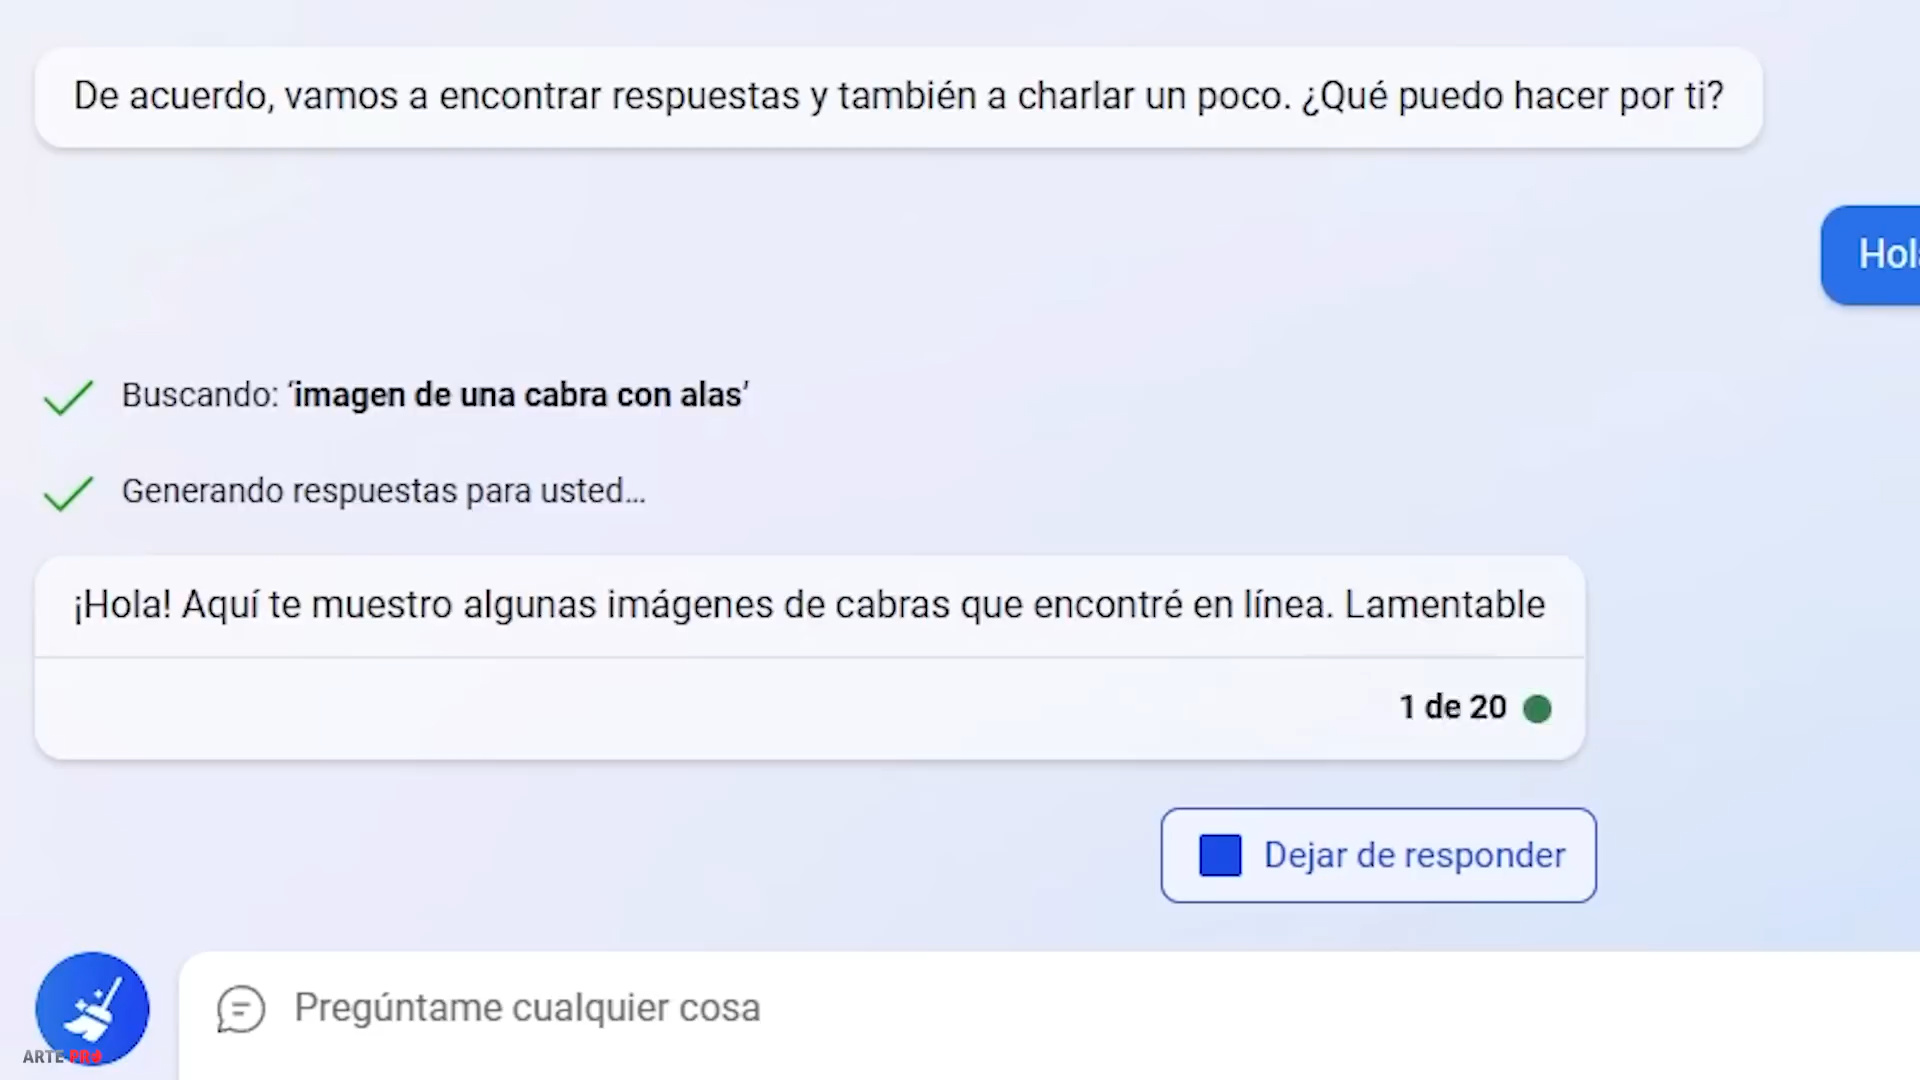 De acuerdo, vamos a encontrar respuestas y también a charlar un poco. ¿Qué puedo hacer por ti?
Buscando: ‘imagen de una cabra con alas’
Generando respuestas para usted...
¡Hola! Aquí te muestro algunas imágenes de cabras que encontré en línea. Lamentable
1 de 20
Dejar de responder
Pregúntame cualquier cosa
ARTE PRO